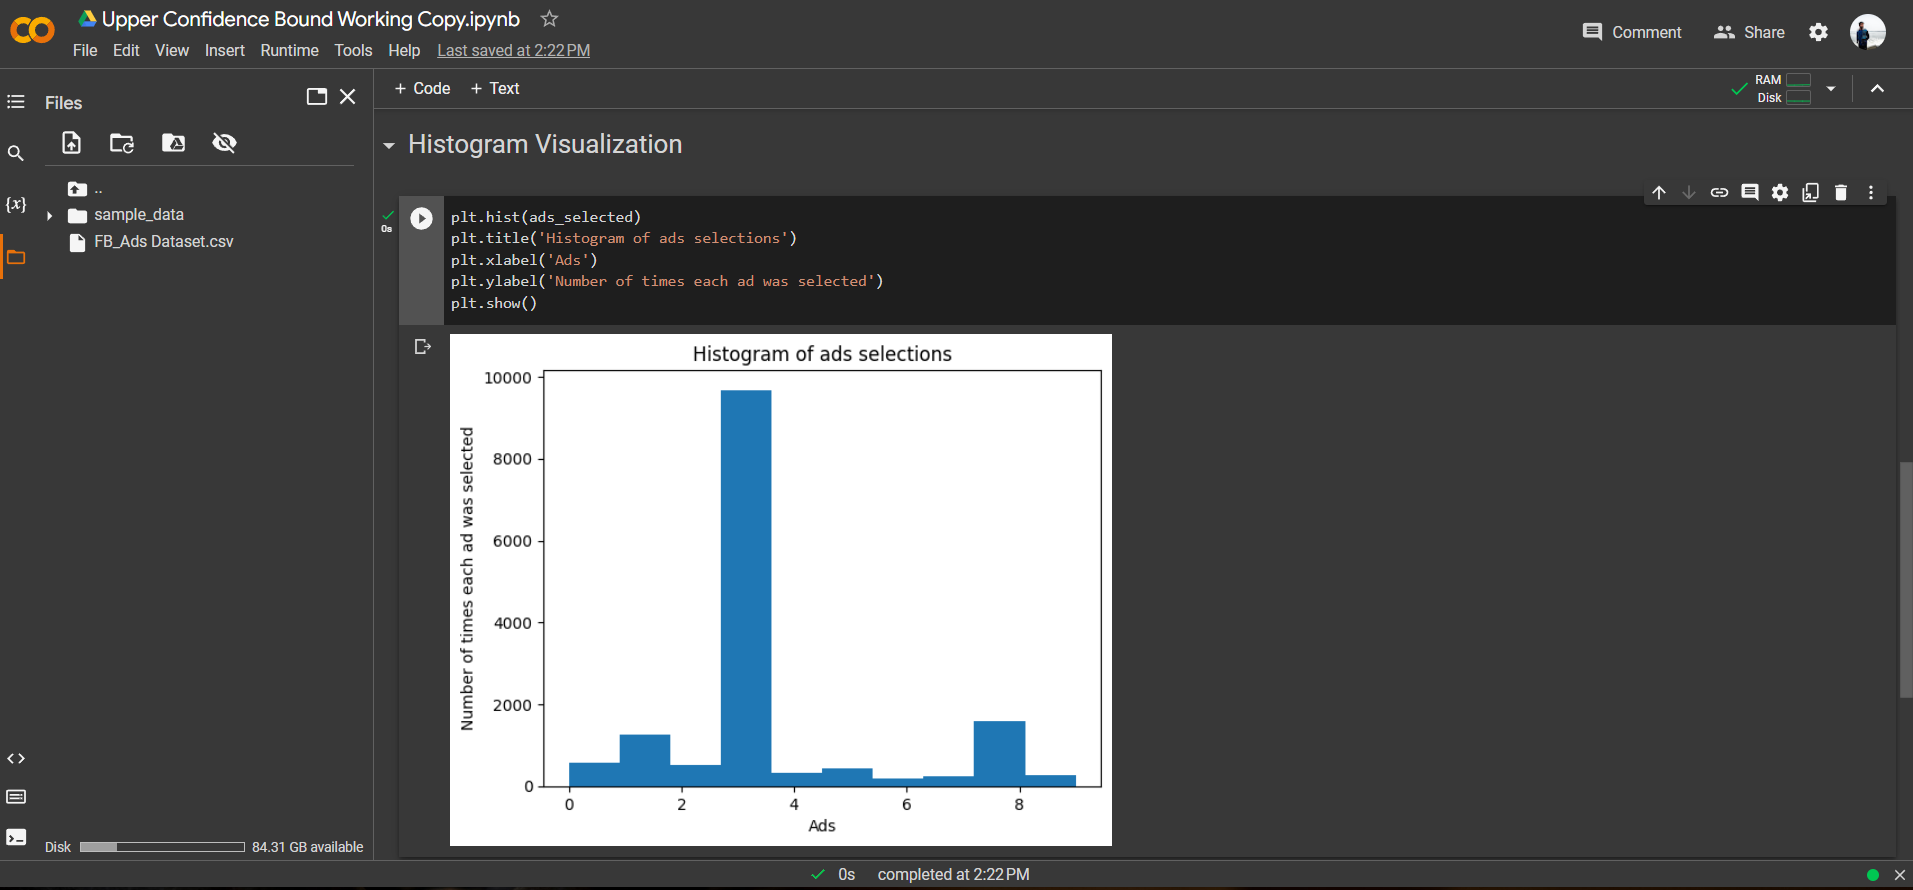 Upper Confidence Bound Working Copy.ipynb
File Edit View Insert Runtime Tools Help Last saved at 2:22 PM
Comment Share
Files
+ Code + Text
RAM
Disk
..
sample_data
FB_Ads Dataset.csv
{x}
Histogram Visualization
0s
plt.hist(ads_selected)
plt.title('Histogram of ads selections')
plt.xlabel('Ads')
plt.ylabel('Number of times each ad was selected')
plt.show()
Histogram of ads selections
Number of times each ad was selected
10000
8000
6000
4000
2000
0
0 2 4 6 8
Ads
Disk 84.31 GB available
0s completed at 2:22 PM